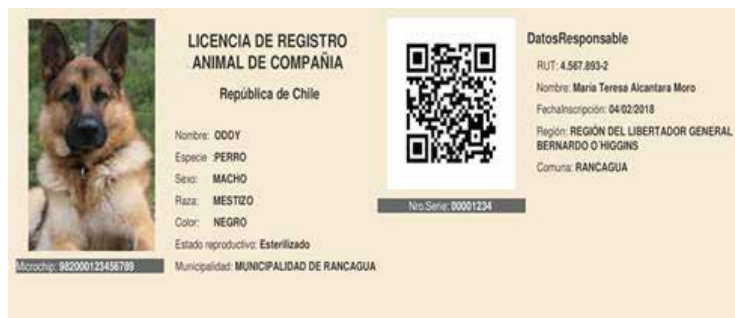 LICENCIA DE REGISTRO
ANIMAL DE COMPAÑIA
República de Chile
Nombre: ODDY
Especie :PERRO
Sexo: MACHO
Raza: MESTIZO
Color: NEGRO
Estado reproductivo: Esterilizado
Municipalidad: MUNICIPALIDAD DE RANCAGUA
Microchip: 982000123456789
Nro.Serie: 00001234
DatosResponsable
RUT: 4.567.893-2
Nombre: María Teresa Alcantara Moro
FechaInscripción: 04/02/2018
Región: REGIÓN DEL LIBERTADOR GENERAL
BERNARDO O´HIGGINS
Comuna: RANCAGUA